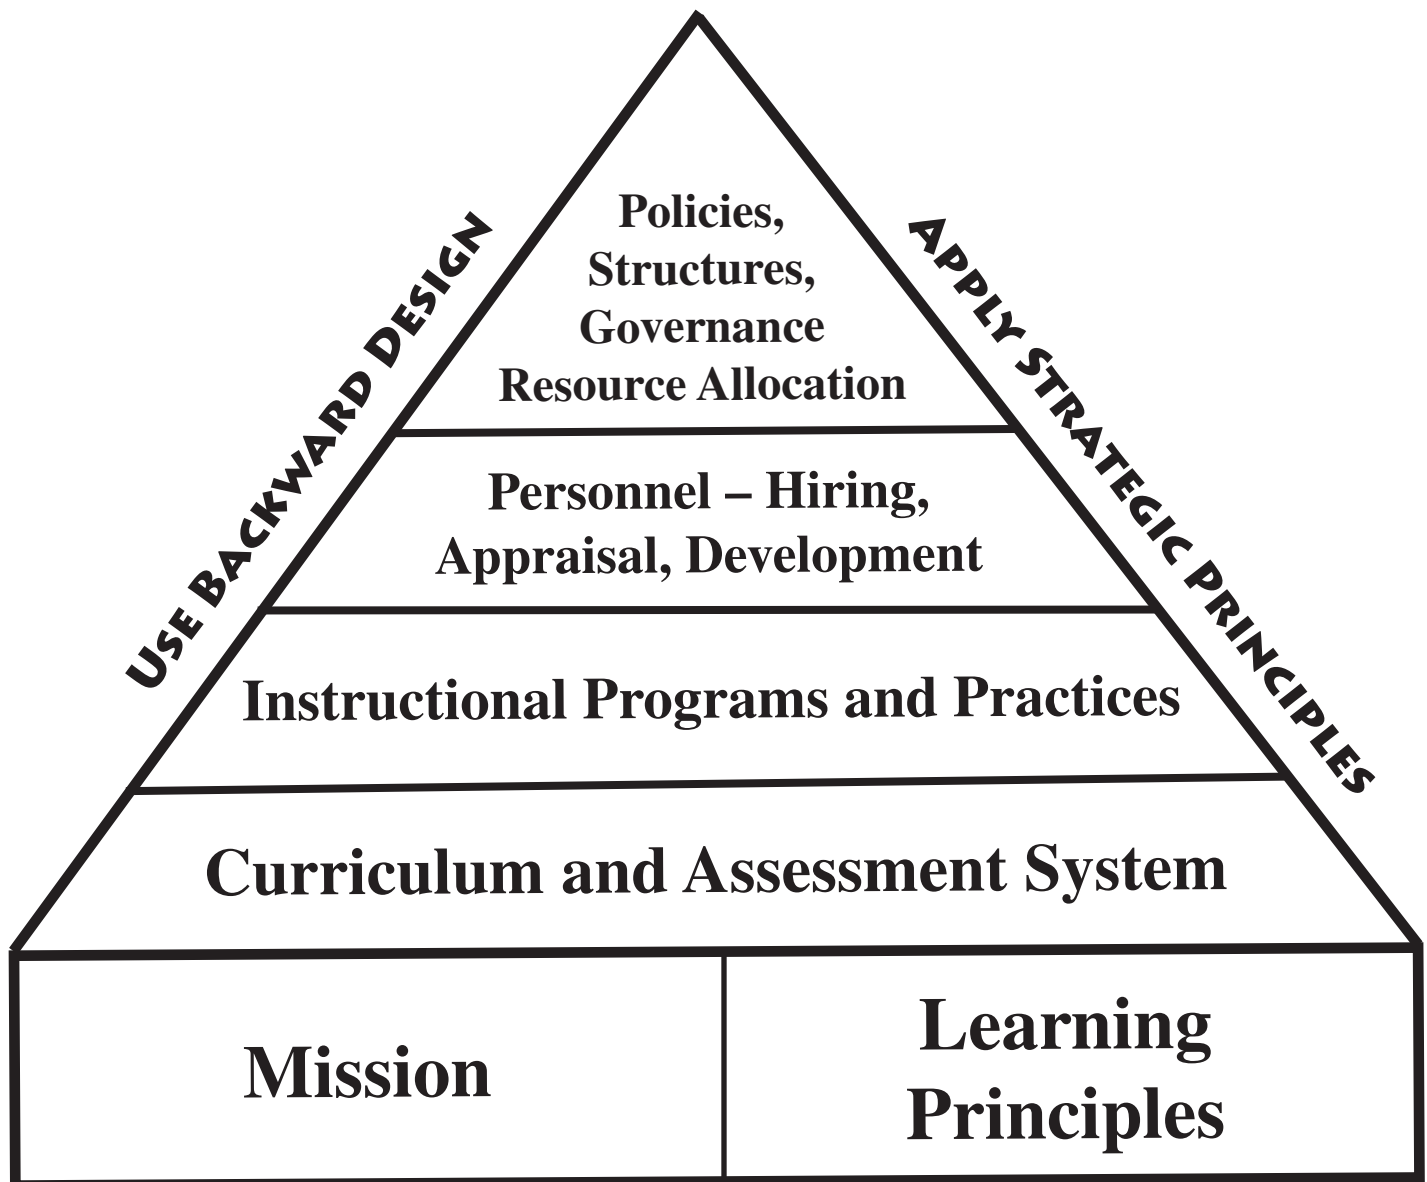 USE BACKWARD DESIGN
APPLY STRATEGIC PRINCIPLES
Policies,
Structures,
Governance
Resource Allocation
Personnel – Hiring,
Appraisal, Development
Instructional Programs and Practices
Curriculum and Assessment System
Mission
Learning
Principles